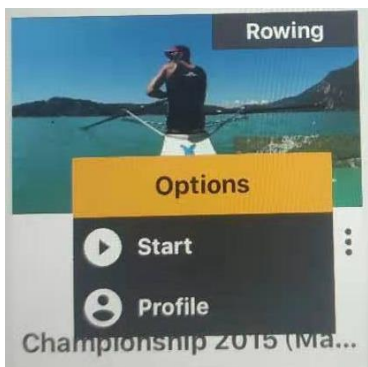 Rowing
Options
Start
Profile
Championship 2015 (Ma...